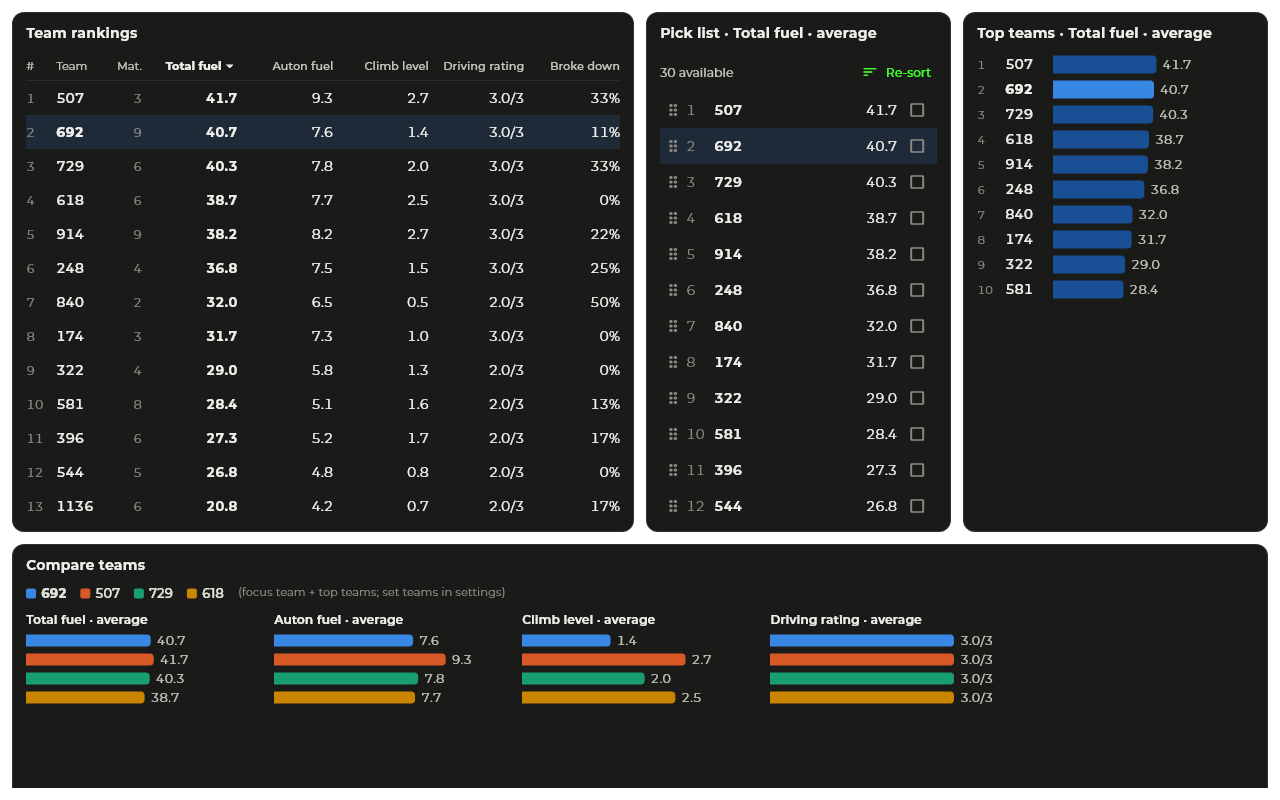 Team rankings
# Team Mat. Total fuel Auton fuel Climb level Driving rating Broke down
1 507 3 41.7 9.3 2.7 3.0/3 33%
2 692 9 40.7 7.6 1.4 3.0/3 11%
3 729 6 40.3 7.8 2.0 3.0/3 33%
4 618 6 38.7 7.7 2.5 3.0/3 0%
5 914 9 38.2 8.2 2.7 3.0/3 22%
6 248 4 36.8 7.5 1.5 3.0/3 25%
7 840 2 32.0 6.5 0.5 2.0/3 50%
8 174 3 31.7 7.3 1.0 3.0/3 0%
9 322 4 29.0 5.8 1.3 2.0/3 0%
10 581 8 28.4 5.1 1.6 2.0/3 13%
11 396 6 27.3 5.2 1.7 2.0/3 17%
12 544 5 26.8 4.8 0.8 2.0/3 0%
13 1136 6 20.8 4.2 0.7 2.0/3 17%
Pick list · Total fuel · average
30 available Re-sort
1 507 41.7
2 692 40.7
3 729 40.3
4 618 38.7
5 914 38.2
6 248 36.8
7 840 32.0
8 174 31.7
9 322 29.0
10 581 28.4
11 396 27.3
12 544 26.8
Top teams · Total fuel · average
1 507 41.7
2 692 40.7
3 729 40.3
4 618 38.7
5 914 38.2
6 248 36.8
7 840 32.0
8 174 31.7
9 322 29.0
10 581 28.4
Compare teams
692 507 729 618 (focus team + top teams; set teams in settings)
Total fuel · average
40.7
41.7
40.3
38.7
Auton fuel · average
7.6
9.3
7.8
7.7
Climb level · average
1.4
2.7
2.0
2.5
Driving rating · average
3.0/3
3.0/3
3.0/3
3.0/3